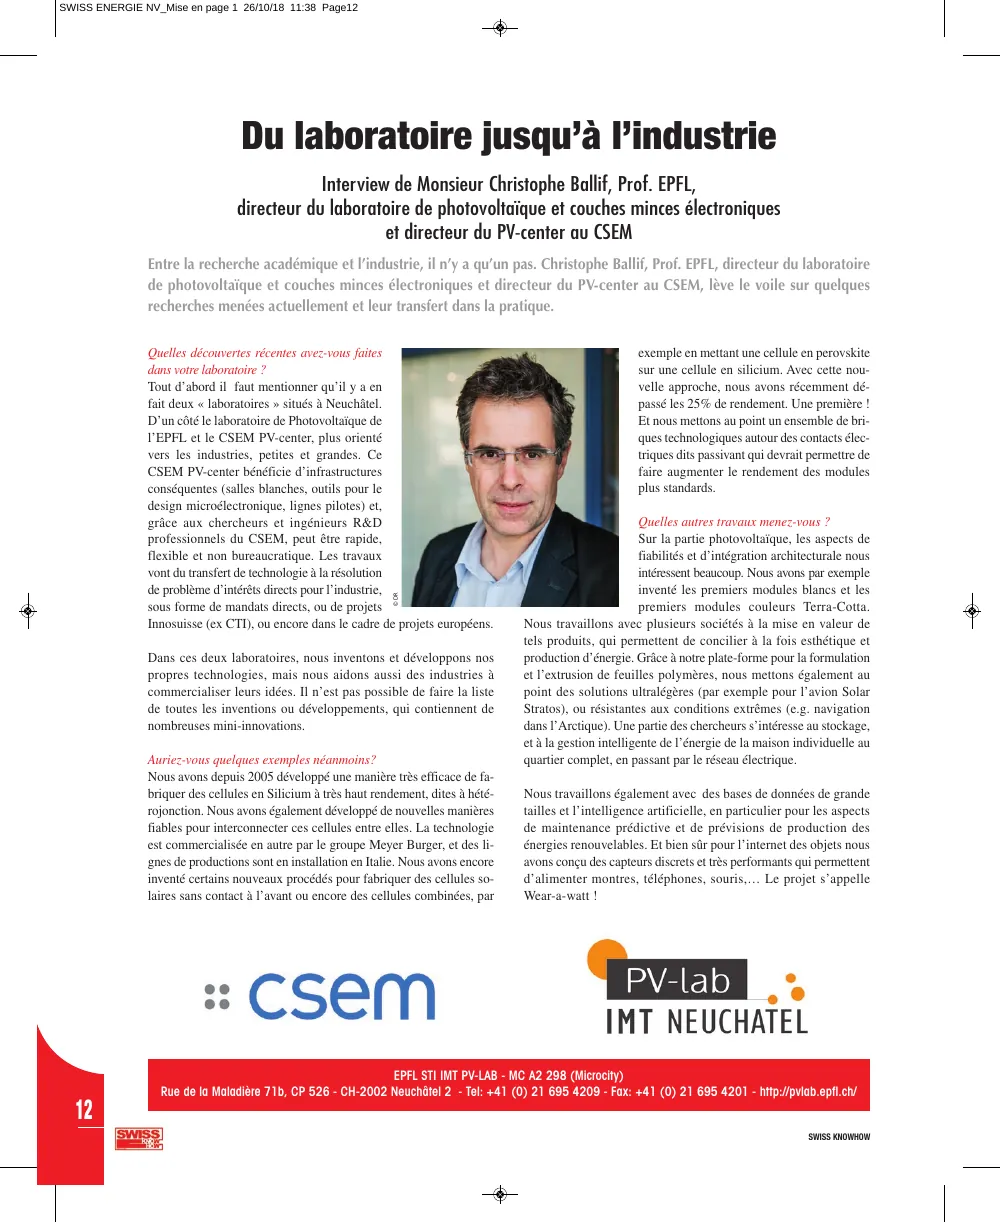 SWISS ENERGIE NV_Mise en page 1 26/10/18 11:38 Page12
Du laboratoire jusqu’à l’industrie
Interview de Monsieur Christophe Ballif, Prof. EPFL,
directeur du laboratoire de photovoltaïque et couches minces électroniques
et directeur du PV-center au CSEM
Entre la recherche académique et l’industrie, il n’y a qu’un pas. Christophe Ballif, Prof. EPFL, directeur du laboratoire
de photovoltaïque et couches minces électroniques et directeur du PV-center au CSEM, lève le voile sur quelques
recherches menées actuellement et leur transfert dans la pratique.
Quelles découvertes récentes avez-vous faites
dans votre laboratoire ?
Tout d’abord il faut mentionner qu’il y a en
fait deux « laboratoires » situés à Neuchâtel.
D’un côté le laboratoire de Photovoltaïque de
l’EPFL et le CSEM PV-center, plus orienté
vers les industries, petites et grandes. Ce
CSEM PV-center bénéficie d’infrastructures
conséquentes (salles blanches, outils pour le
design microélectronique, lignes pilotes) et,
grâce aux chercheurs et ingénieurs R&D
professionnels du CSEM, peut être rapide,
flexible et non bureaucratique. Les travaux
vont du transfert de technologie à la résolution
de problème d’intérêts directs pour l’industrie,
sous forme de mandats directs, ou de projets
Innosuisse (ex CTI), ou encore dans le cadre de projets européens.
Dans ces deux laboratoires, nous inventons et développons nos
propres technologies, mais nous aidons aussi des industries à
commercialiser leurs idées. Il n’est pas possible de faire la liste
de toutes les inventions ou développements, qui contiennent de
nombreuses mini-innovations.
Auriez-vous quelques exemples néanmoins?
Nous avons depuis 2005 développé une manière très efficace de fa-
briquer des cellules en Silicium à très haut rendement, dites à hété-
rojonction. Nous avons également développé de nouvelles manières
fiables pour interconnecter ces cellules entre elles. La technologie
est commercialisée en autre par le groupe Meyer Burger, et des li-
gnes de productions sont en installation en Italie. Nous avons encore
inventé certains nouveaux procédés pour fabriquer des cellules so-
laires sans contact à l’avant ou encore des cellules combinées, par
© DR
exemple en mettant une cellule en perovskite
sur une cellule en silicium. Avec cette nou-
velle approche, nous avons récemment dé-
passé les 25% de rendement. Une première !
Et nous mettons au point un ensemble de bri-
ques technologiques autour des contacts élec-
triques dits passivant qui devrait permettre de
faire augmenter le rendement des modules
plus standards.
Quelles autres travaux menez-vous ?
Sur la partie photovoltaïque, les aspects de
fiabilités et d’intégration architecturale nous
intéressent beaucoup. Nous avons par exemple
inventé les premiers modules blancs et les
premiers modules couleurs Terra-Cotta.
Nous travaillons avec plusieurs sociétés à la mise en valeur de
tels produits, qui permettent de concilier à la fois esthétique et
production d’énergie. Grâce à notre plate-forme pour la formulation
et l’extrusion de feuilles polymères, nous mettons également au
point des solutions ultralégères (par exemple pour l’avion Solar
Stratos), ou résistantes aux conditions extrêmes (e.g. navigation
dans l’Arctique). Une partie des chercheurs s’intéresse au stockage,
et à la gestion intelligente de l’énergie de la maison individuelle au
quartier complet, en passant par le réseau électrique.
Nous travaillons également avec des bases de données de grande
tailles et l’intelligence artificielle, en particulier pour les aspects
de maintenance prédictive et de prévisions de production des
énergies renouvelables. Et bien sûr pour l’internet des objets nous
avons conçu des capteurs discrets et très performants qui permettent
d’alimenter montres, téléphones, souris,… Le projet s’appelle
Wear-a-watt !
csem
PV-lab
IMT NEUCHATEL
EPFL STI IMT PV-LAB - MC A2 298 (Microcity)
Rue de la Maladière 71b, CP 526 - CH-2002 Neuchâtel 2 - Tel: +41 (0) 21 695 4209 - Fax: +41 (0) 21 695 4201 - http://pvlab.epfl.ch/
12
SWISS
KNOW
HOW
SWISS KNOWHOW